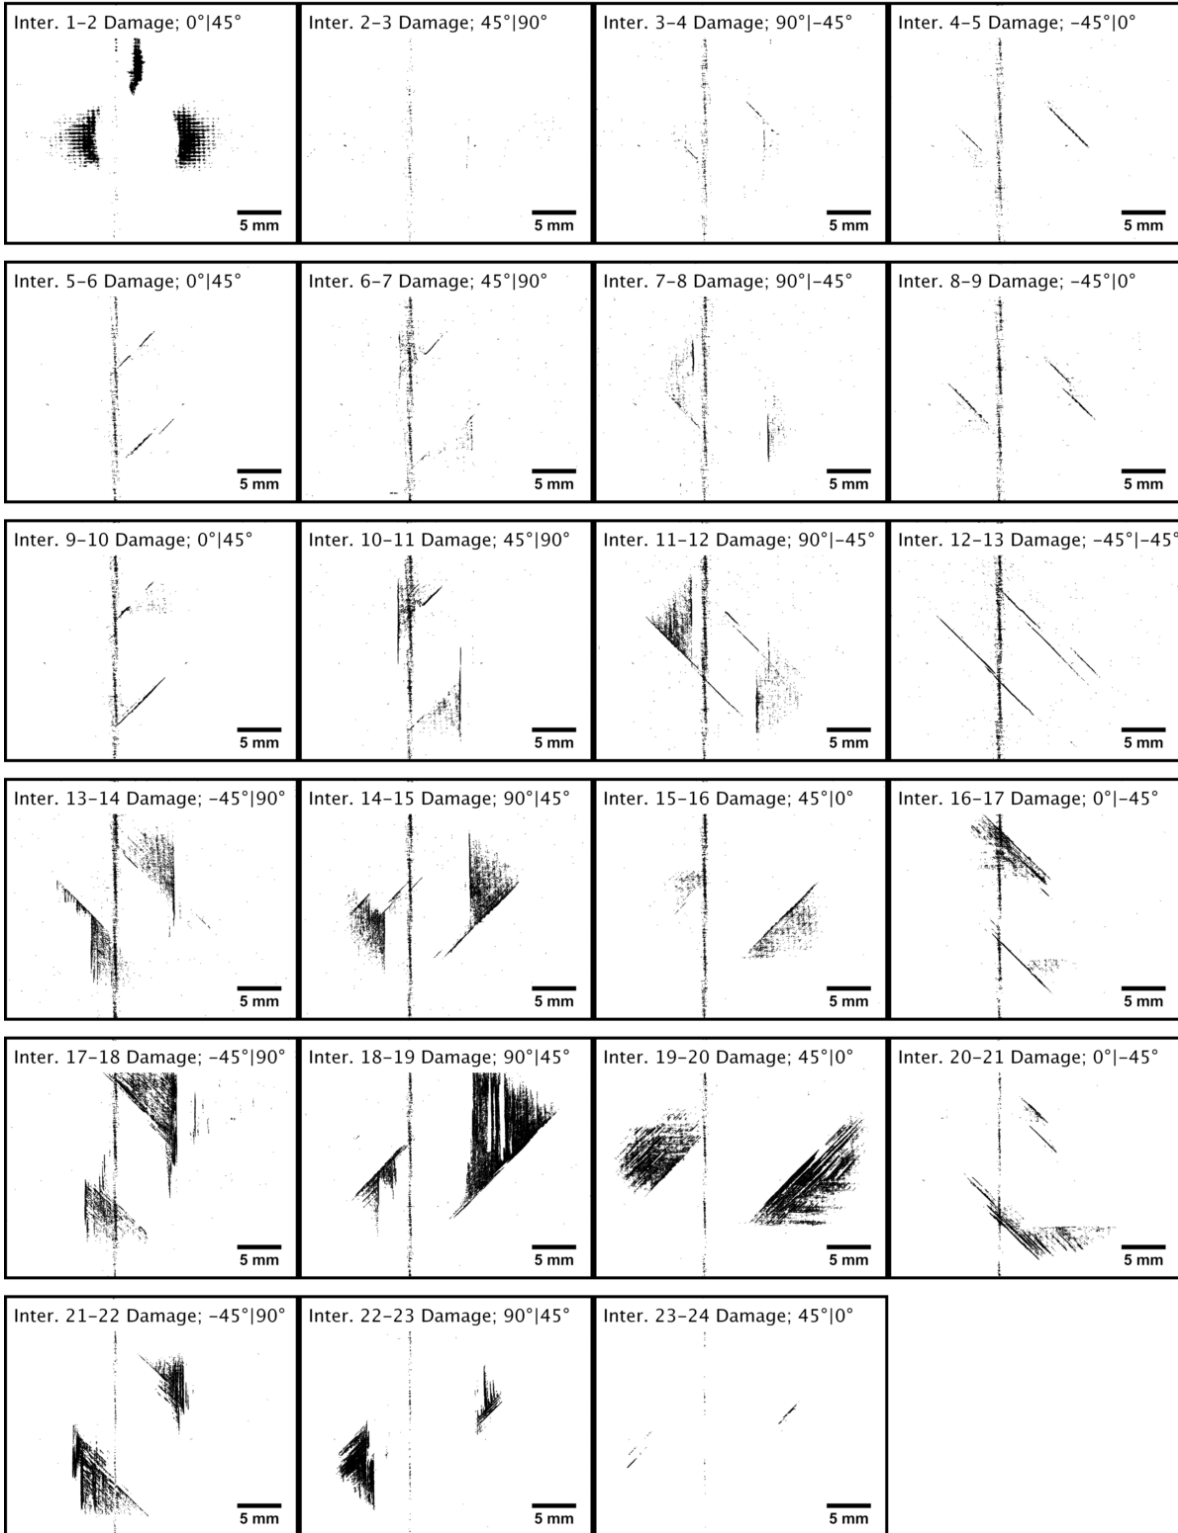 Inter. 1–2 Damage; 0°|45°
5 mm
Inter. 2–3 Damage; 45°|90°
5 mm
Inter. 3–4 Damage; 90°|−45°
5 mm
Inter. 4–5 Damage; −45°|0°
5 mm
Inter. 5–6 Damage; 0°|45°
5 mm
Inter. 6–7 Damage; 45°|90°
5 mm
Inter. 7–8 Damage; 90°|−45°
5 mm
Inter. 8–9 Damage; −45°|0°
5 mm
Inter. 9–10 Damage; 0°|45°
5 mm
Inter. 10–11 Damage; 45°|90°
5 mm
Inter. 11–12 Damage; 90°|−45°
5 mm
Inter. 12–13 Damage; −45°|−45°
5 mm
Inter. 13–14 Damage; −45°|90°
5 mm
Inter. 14–15 Damage; 90°|45°
5 mm
Inter. 15–16 Damage; 45°|0°
5 mm
Inter. 16–17 Damage; 0°|−45°
5 mm
Inter. 17–18 Damage; −45°|90°
5 mm
Inter. 18–19 Damage; 90°|45°
5 mm
Inter. 19–20 Damage; 45°|0°
5 mm
Inter. 20–21 Damage; 0°|−45°
5 mm
Inter. 21–22 Damage; −45°|90°
5 mm
Inter. 22–23 Damage; 90°|45°
5 mm
Inter. 23–24 Damage; 45°|0°
5 mm